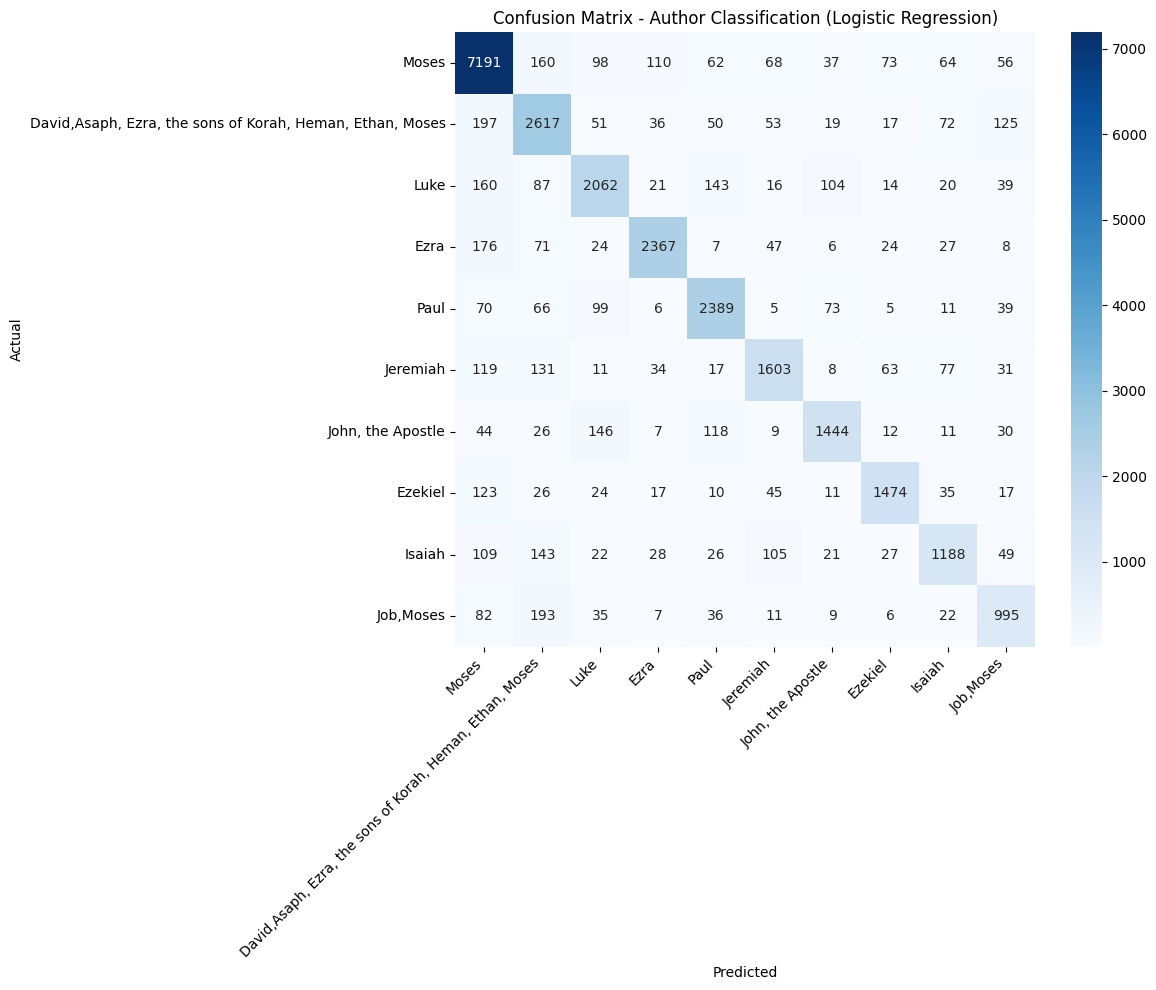 Confusion Matrix - Author Classification (Logistic Regression)
Moses 7191 160 98 110 62 68 37 73 64 56
David,Asaph, Ezra, the sons of Korah, Heman, Ethan, Moses 197 2617 51 36 50 53 19 17 72 125
Luke 160 87 2062 21 143 16 104 14 20 39
Ezra 176 71 24 2367 7 47 6 24 27 8
Paul 70 66 99 6 2389 5 73 5 11 39
Jeremiah 119 131 11 34 17 1603 8 63 77 31
John, the Apostle 44 26 146 7 118 9 1444 12 11 30
Ezekiel 123 26 24 17 10 45 11 1474 35 17
Isaiah 109 143 22 28 26 105 21 27 1188 49
Job,Moses 82 193 35 7 36 11 9 6 22 995
Actual
Moses
David,Asaph, Ezra, the sons of Korah, Heman, Ethan, Moses
Luke
Ezra
Paul
Jeremiah
John, the Apostle
Ezekiel
Isaiah
Job,Moses
Predicted
7000
6000
5000
4000
3000
2000
1000